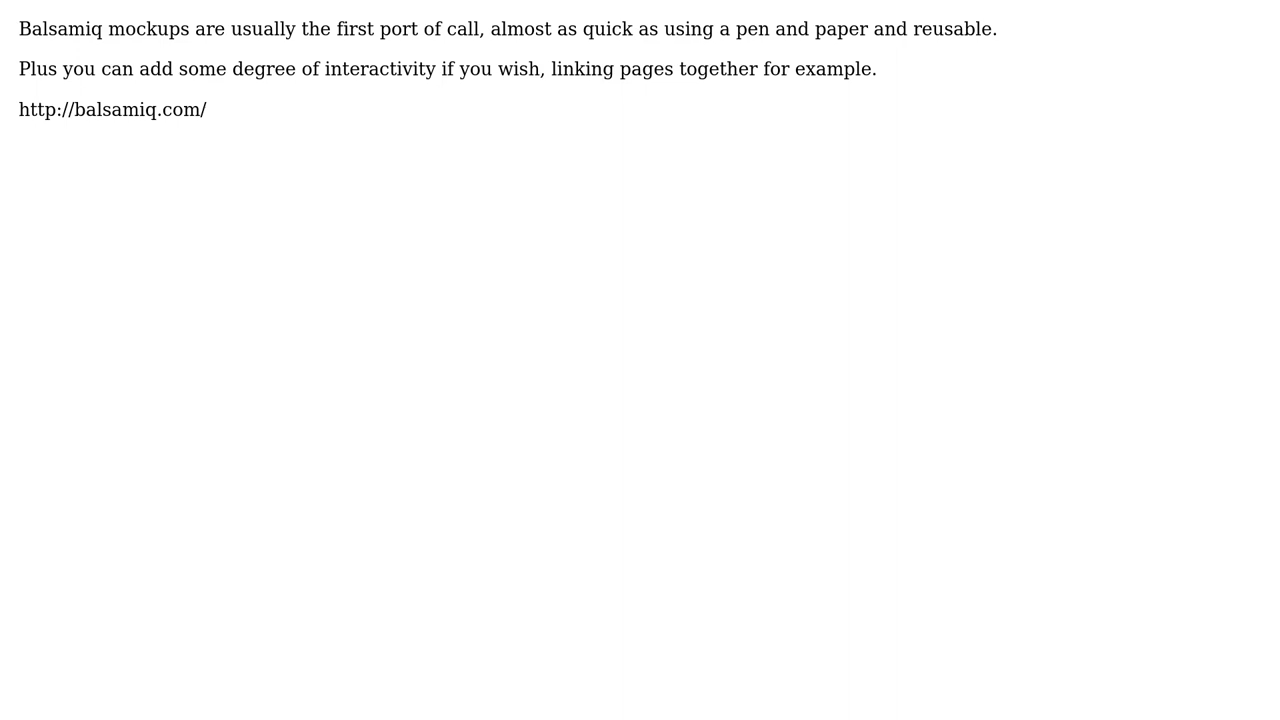 Balsamiq mockups are usually the first port of call, almost as quick as using a pen and paper and reusable.
Plus you can add some degree of interactivity if you wish, linking pages together for example.
http://balsamiq.com/